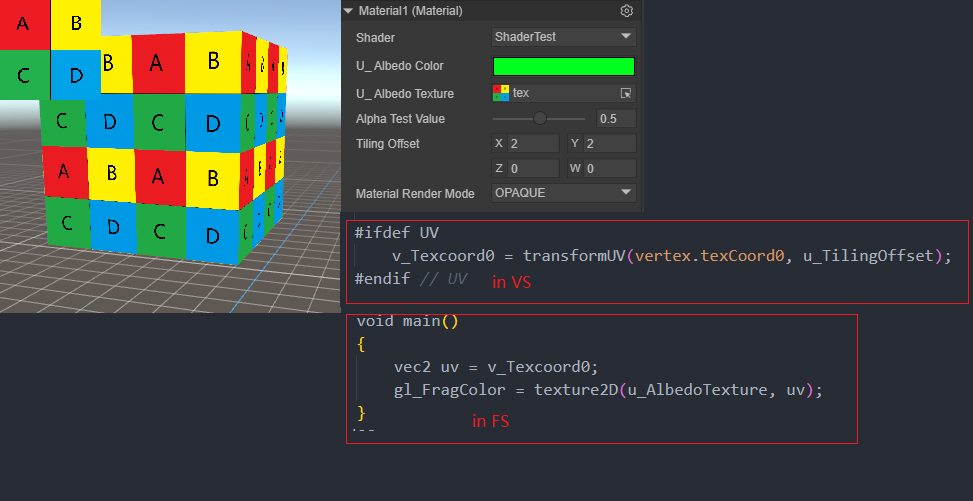 A B
C D
B A B A B A B
C D C D C D C D
A B A B A B A B
C D C D C D C D
Material1 (Material)
Shader ShaderTest
U_ Albedo Color
U_ Albedo Texture tex
Alpha Test Value 0.5
Tiling Offset X 2 Y 2
Z 0 W 0
Material Render Mode OPAQUE
#ifdef UV
v_Texcoord0 = transformUV(vertex.texCoord0, u_TilingOffset);
#endif // UV in VS
void main()
{
vec2 uv = v_Texcoord0;
gl_FragColor = texture2D(u_AlbedoTexture, uv);
}
in FS